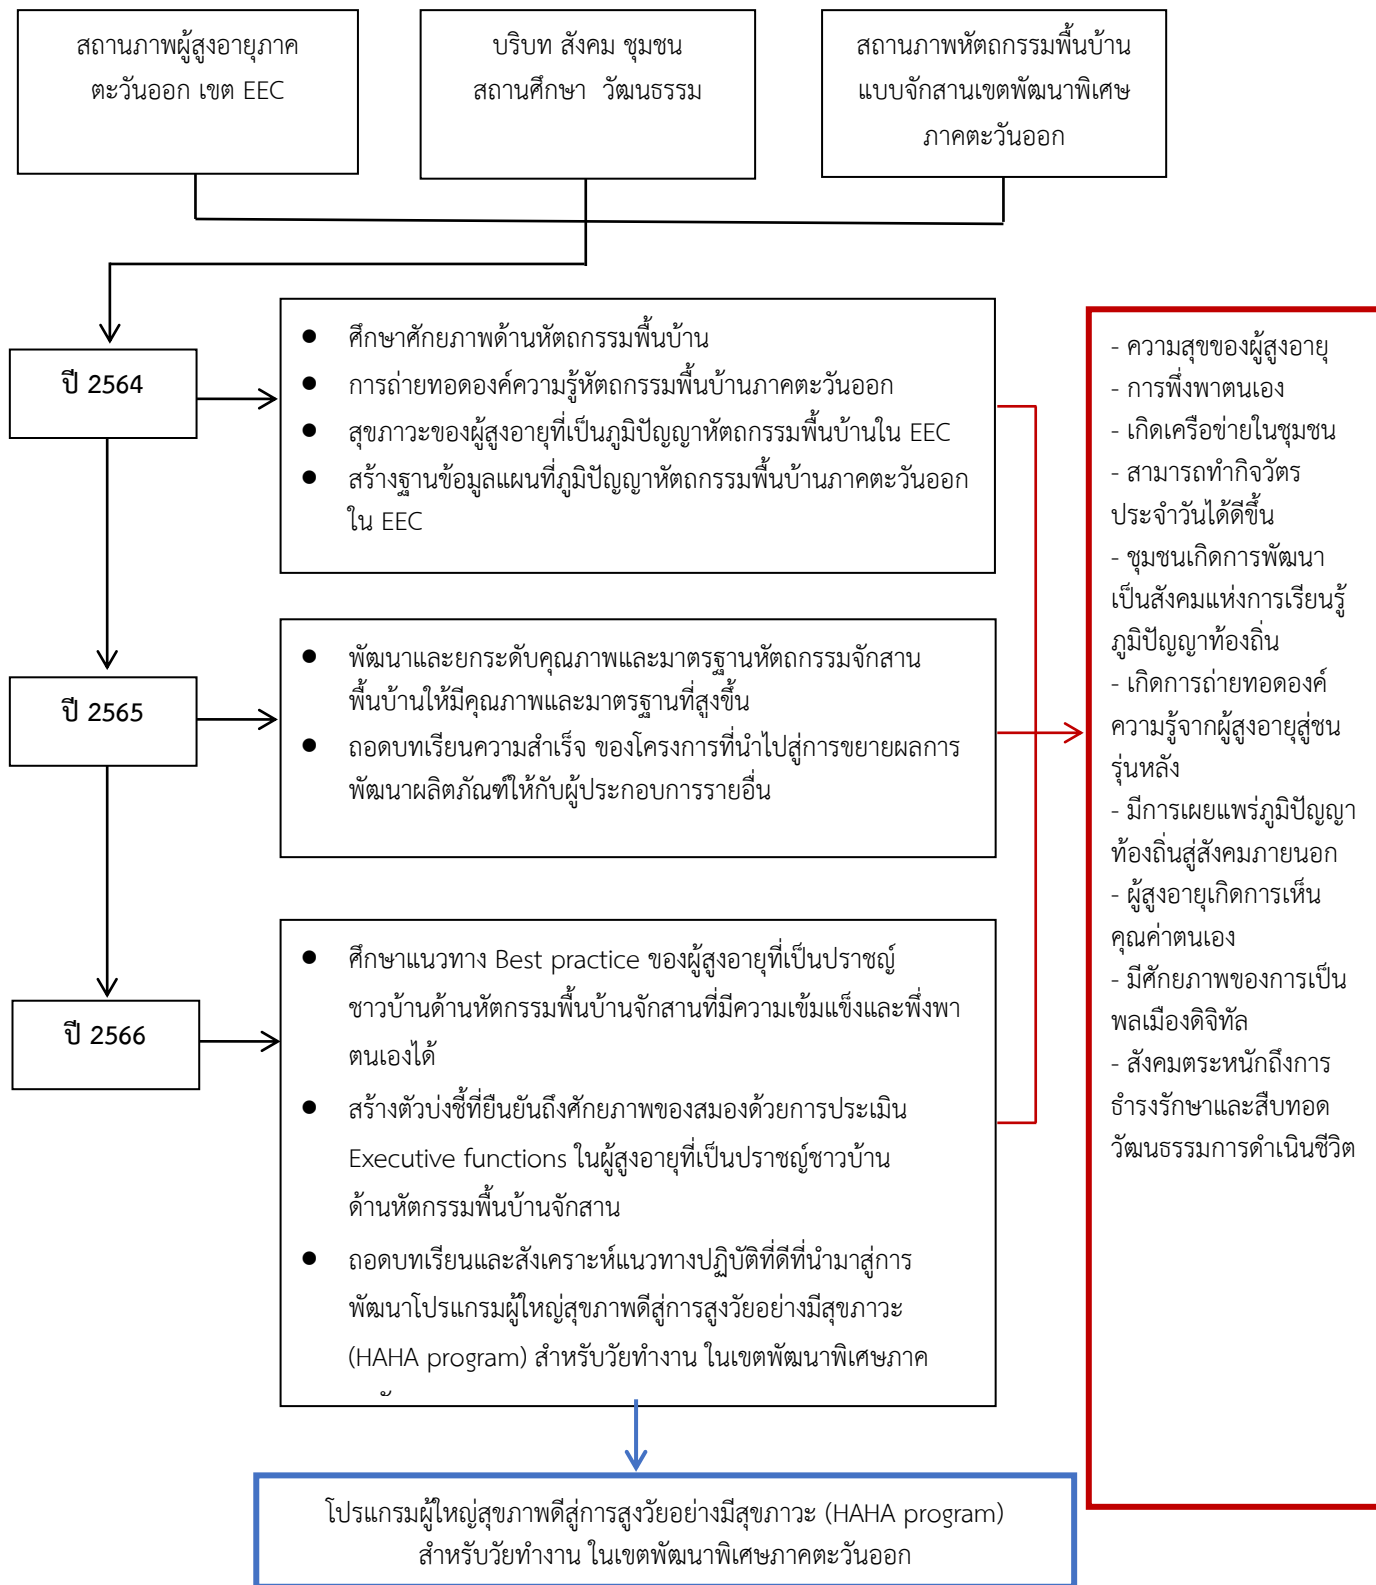 สถานภาพผู้สูงอายุภาค
ตะวันออก เขต EEC
บริบท สังคม ชุมชน
สถานศึกษา วัฒนธรรม
สถานภาพหัตถกรรมพื้นบ้าน
แบบจักสานเขตพัฒนาพิเศษ
ภาคตะวันออก
ปี 2564
● ศึกษาศักยภาพด้านหัตถกรรมพื้นบ้าน
● การถ่ายทอดองค์ความรู้หัตถกรรมพื้นบ้านภาคตะวันออก
● สุขภาวะของผู้สูงอายุที่เป็นภูมิปัญญาหัตถกรรมพื้นบ้านใน EEC
● สร้างฐานข้อมูลแผนที่ภูมิปัญญาหัตถกรรมพื้นบ้านภาคตะวันออก
ใน EEC
ปี 2565
● พัฒนาและยกระดับคุณภาพและมาตรฐานหัตถกรรมจักสาน
พื้นบ้านให้มีคุณภาพและมาตรฐานที่สูงขึ้น
● ถอดบทเรียนความสำเร็จ ของโครงการที่นำไปสู่การขยายผลการ
พัฒนาผลิตภัณฑ์ให้กับผู้ประกอบการรายอื่น
ปี 2566
● ศึกษาแนวทาง Best practice ของผู้สูงอายุที่เป็นปราชญ์
ชาวบ้านด้านหัตกรรมพื้นบ้านจักสานที่มีความเข้มแข็งและพึ่งพา
ตนเองได้
● สร้างตัวบ่งชี้ที่ยืนยันถึงศักยภาพของสมองด้วยการประเมิน
Executive functions ในผู้สูงอายุที่เป็นปราชญ์ชาวบ้าน
ด้านหัตกรรมพื้นบ้านจักสาน
● ถอดบทเรียนและสังเคราะห์แนวทางปฏิบัติที่ดีที่นำมาสู่การ
พัฒนาโปรแกรมผู้ใหญ่สุขภาพดีสู่การสูงวัยอย่างมีสุขภาวะ
(HAHA program) สำหรับวัยทำงาน ในเขตพัฒนาพิเศษภาค
- ความสุขของผู้สูงอายุ
- การพึ่งพาตนเอง
- เกิดเครือข่ายในชุมชน
- สามารถทำกิจวัตร
ประจำวันได้ดีขึ้น
- ชุมชนเกิดการพัฒนา
เป็นสังคมแห่งการเรียนรู้
ภูมิปัญญาท้องถิ่น
- เกิดการถ่ายทอดองค์
ความรู้จากผู้สูงอายุสู่ชน
รุ่นหลัง
- มีการเผยแพร่ภูมิปัญญา
ท้องถิ่นสู่สังคมภายนอก
- ผู้สูงอายุเกิดการเห็น
คุณค่าตนเอง
- มีศักยภาพของการเป็น
พลเมืองดิจิทัล
- สังคมตระหนักถึงการ
ธำรงรักษาและสืบทอด
วัฒนธรรมการดำเนินชีวิต
โปรแกรมผู้ใหญ่สุขภาพดีสู่การสูงวัยอย่างมีสุขภาวะ (HAHA program)
สำหรับวัยทำงาน ในเขตพัฒนาพิเศษภาคตะวันออก